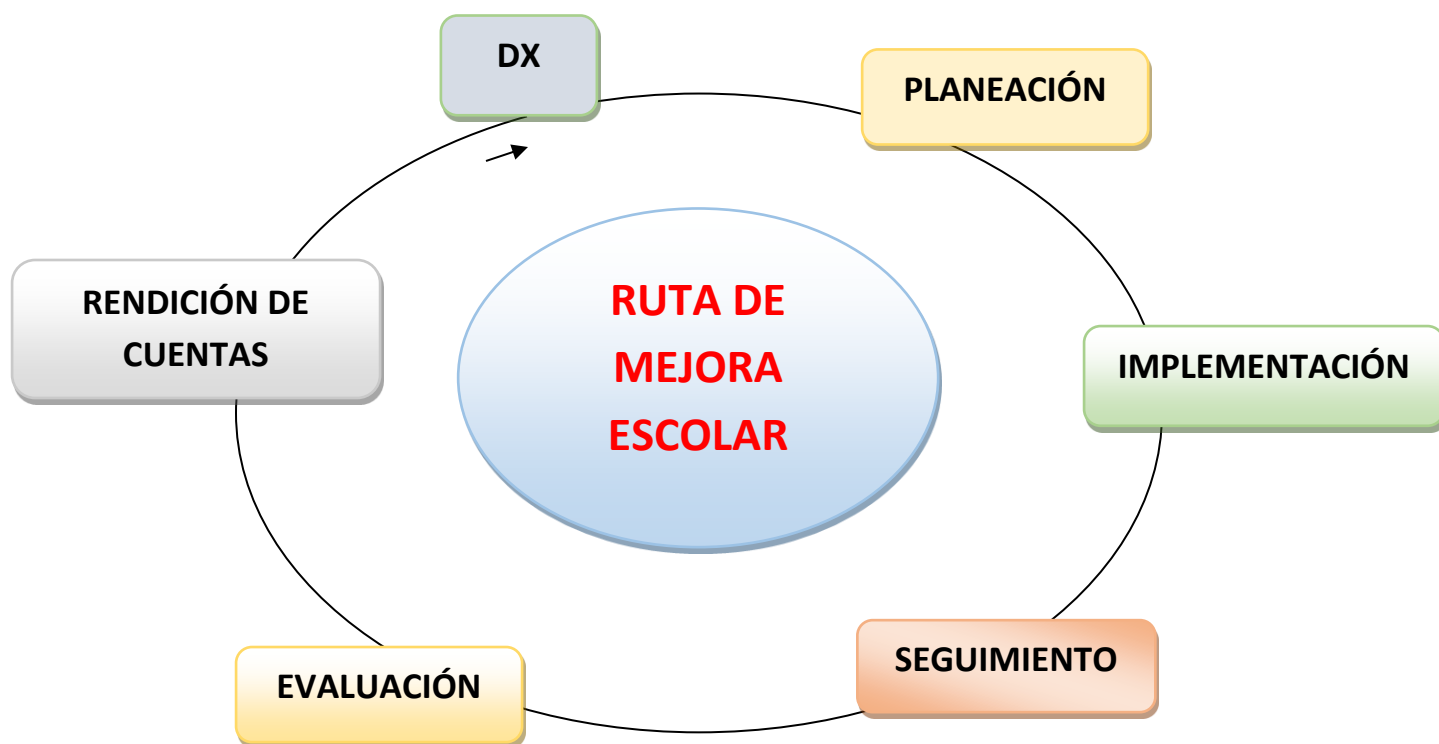 DX
PLANEACIÓN
IMPLEMENTACIÓN
SEGUIMIENTO
EVALUACIÓN
RENDICIÓN DE
CUENTAS
RUTA DE
MEJORA
ESCOLAR